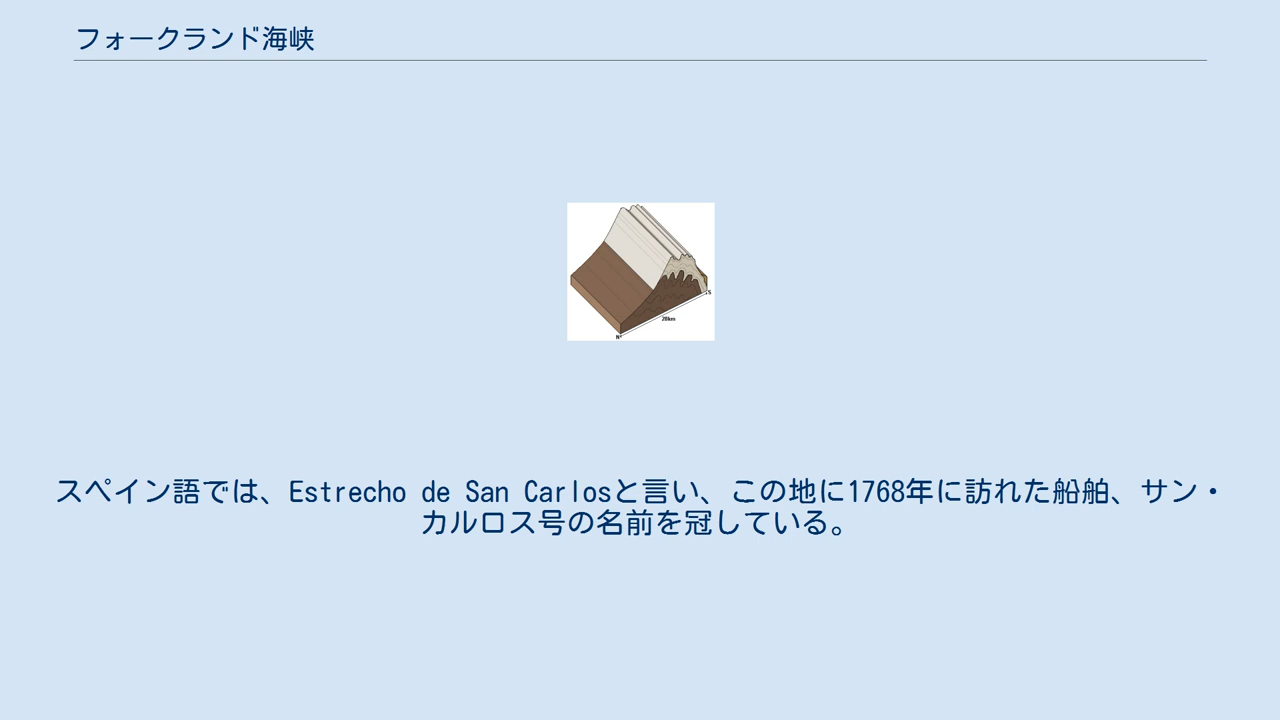 フォークランド海峡
S
20km
N
スペイン語では、Estrecho de San Carlosと言い、この地に1768年に訪れた船舶、サン・
カルロス号の名前を冠している。